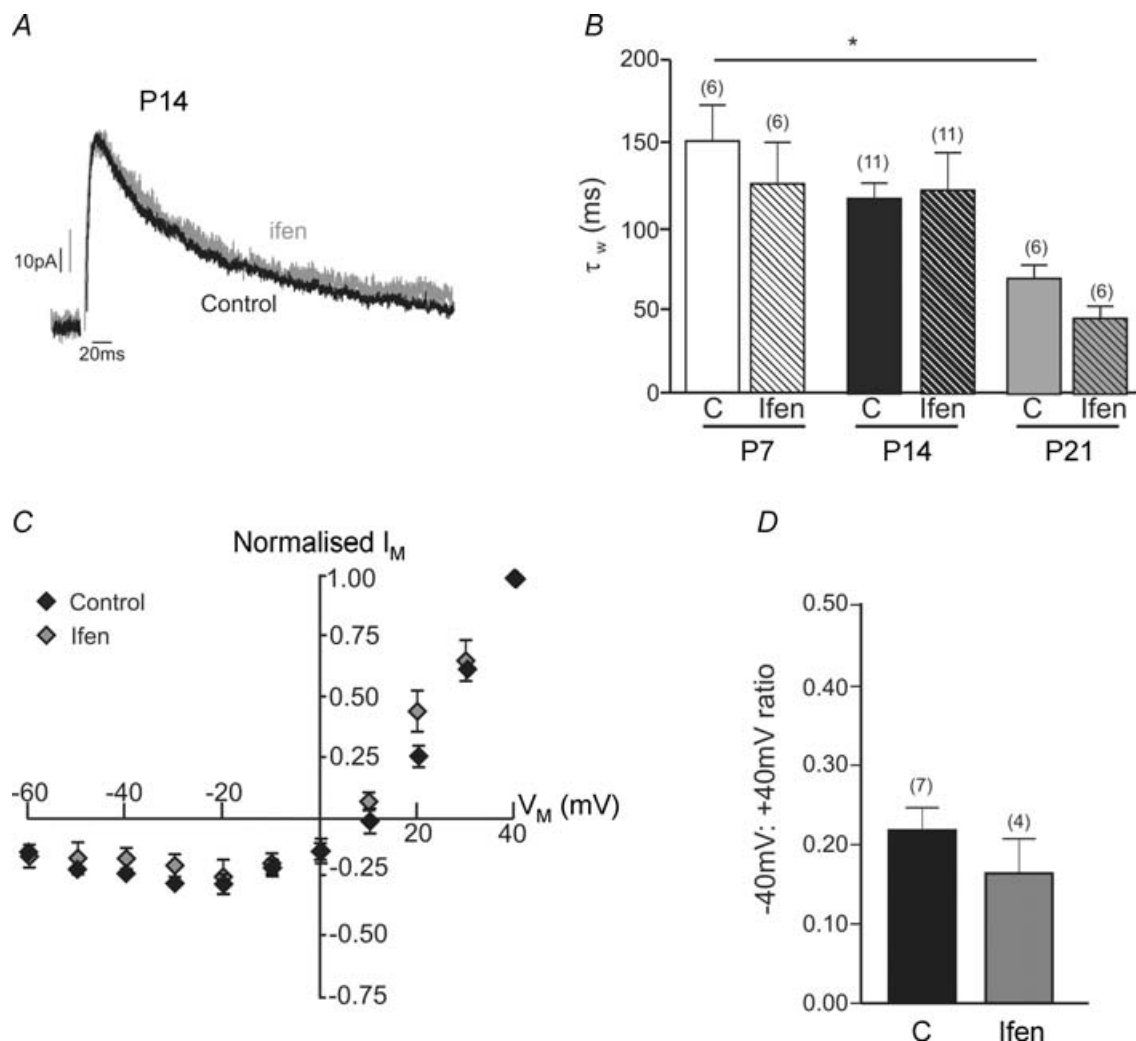 A
P14
ifen
10pA
Control
20ms
B
*
200
150
100
50
0
τw (ms)
(6)
(6)
(11)
(11)
(6)
(6)
C Ifen C Ifen C Ifen
P7 P14 P21
C
Normalised IM
Control
Ifen
1.00
0.75
0.50
0.25
-60 -40 -20
20 40
VM (mV)
-0.25
-0.50
-0.75
D
-40mV: +40mV ratio
0.50
0.40
0.30
0.20
0.10
0.00
(7)
(4)
C Ifen